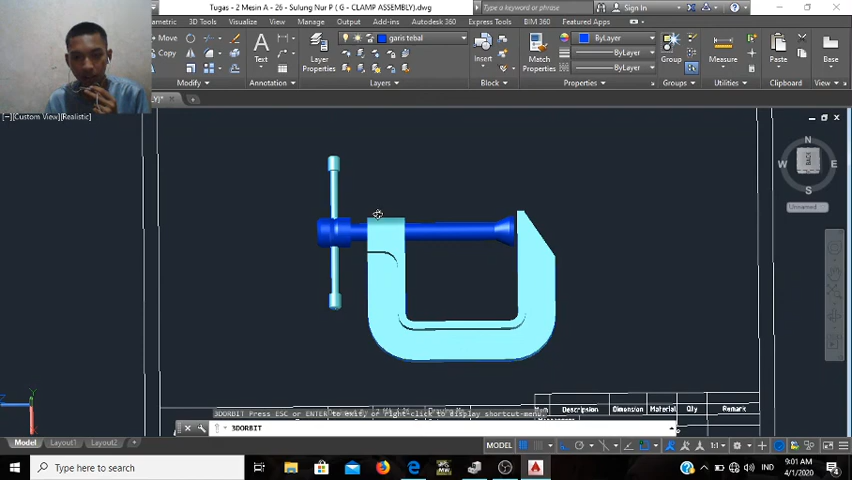 Tugas - 2 Mesin A - 26 - Sulung Nur P ( G - CLAMP ASSEMBLY).dwg
Type a keyword or phrase
Sign In
ametric
3D Tools
Visualize
Manage
Output
Add-ins
Autodesk 360
Express Tools
BIM 360
Featured Apps
Move
Copy
Modify
Text
Annotation
Layer
Properties
garis tebal
Layers
Insert
Block
Match
Properties
ByLayer
ByLayer
ByLayer
Properties
Group
Groups
Measure
Utilities
Paste
Clipboard
Base
[−][Custom View][Realistic]
N
W
BACK
E
S
Unnamed
Y
3DORBIT Press ESC or ENTER to exit, or right-click to display shortcut-menu.
Description
Dimension
Material
Qty
Remark
3DORBIT
Model
Layout1
Layout2
+
MODEL
1:1
Type here to search
IND
9:01 AM
4/1/2020